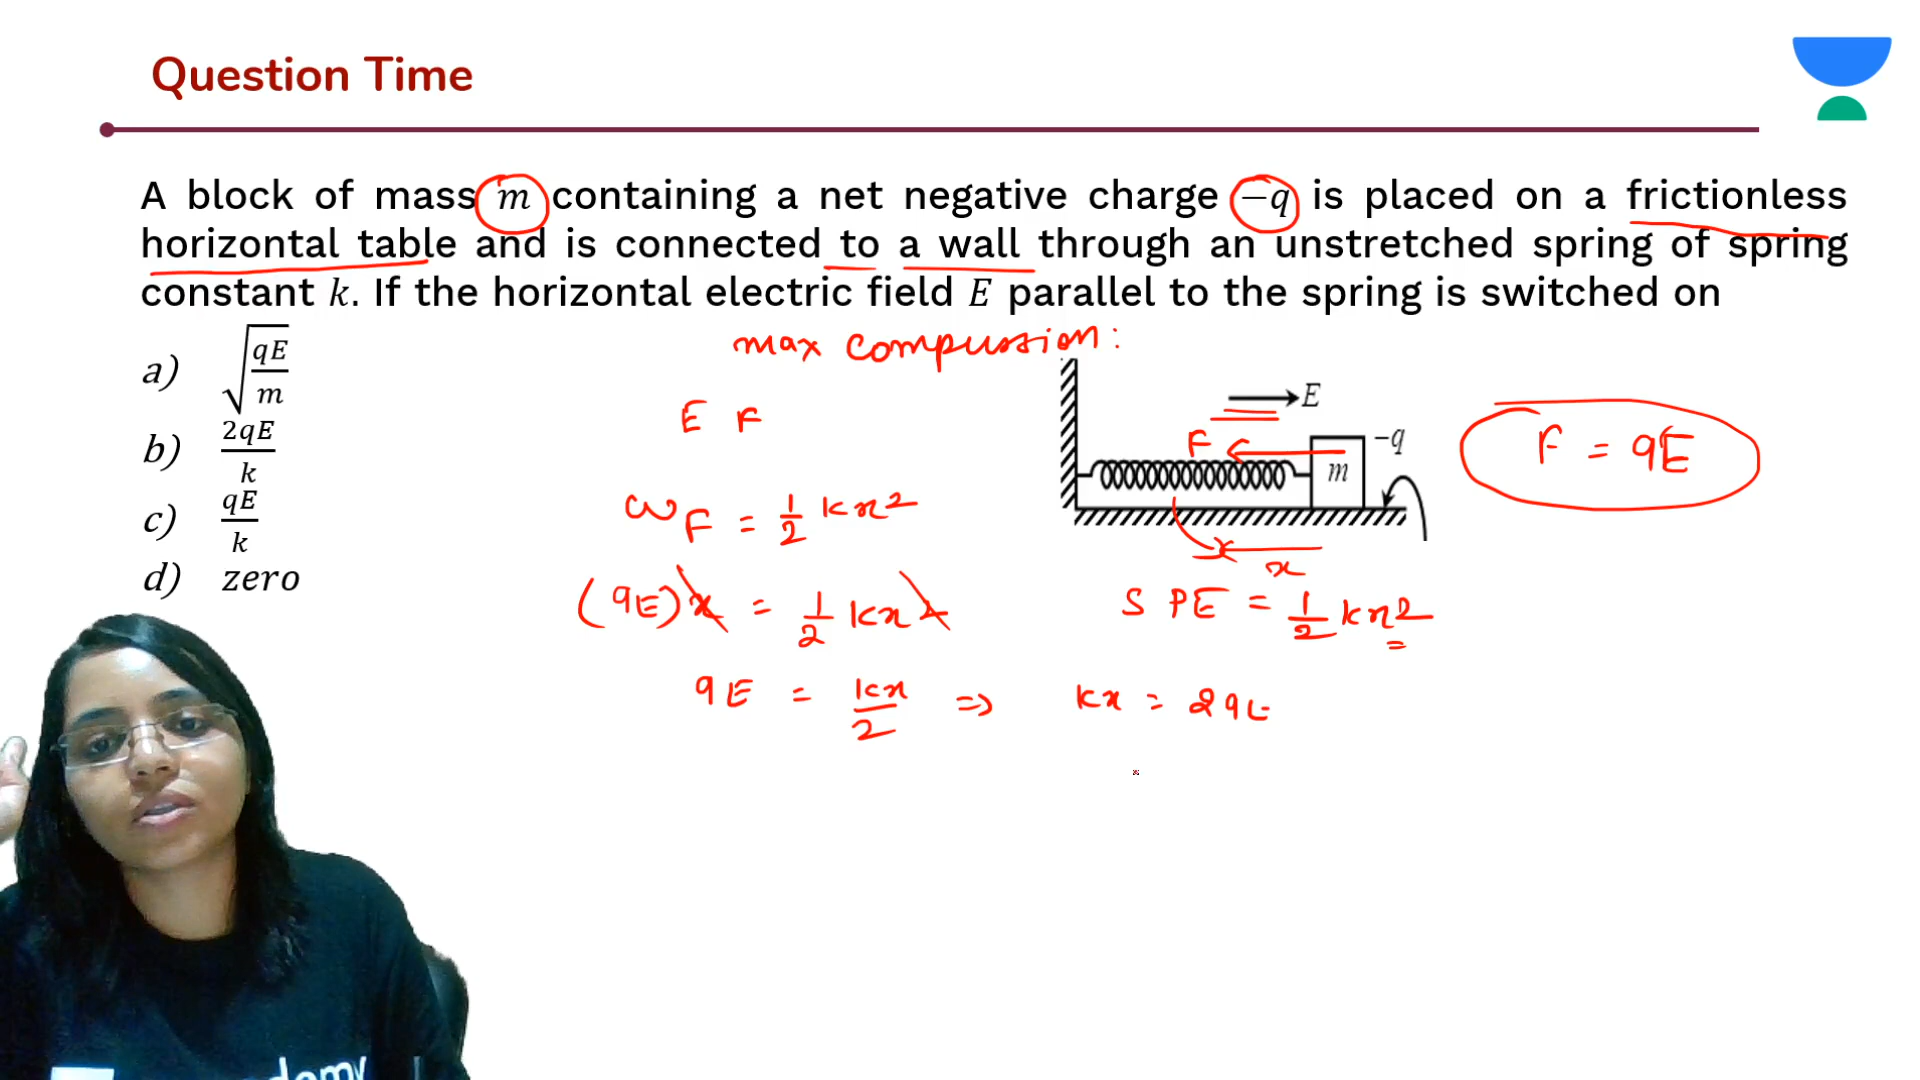 Question Time
A block of mass m containing a net negative charge −q is placed on a frictionless
horizontal table and is connected to a wall through an unstretched spring of spring
constant k. If the horizontal electric field E parallel to the spring is switched on
max compression:
a) √(qE/m)
b) 2qE/k
c) qE/k
d) zero
E F
W_F = 1/2 kx²
(qE)x = 1/2 kx²
qE = kx/2 ⇒ kx = 2qE
E
F
−q
m
x
F = qE
SPE = 1/2 kx²